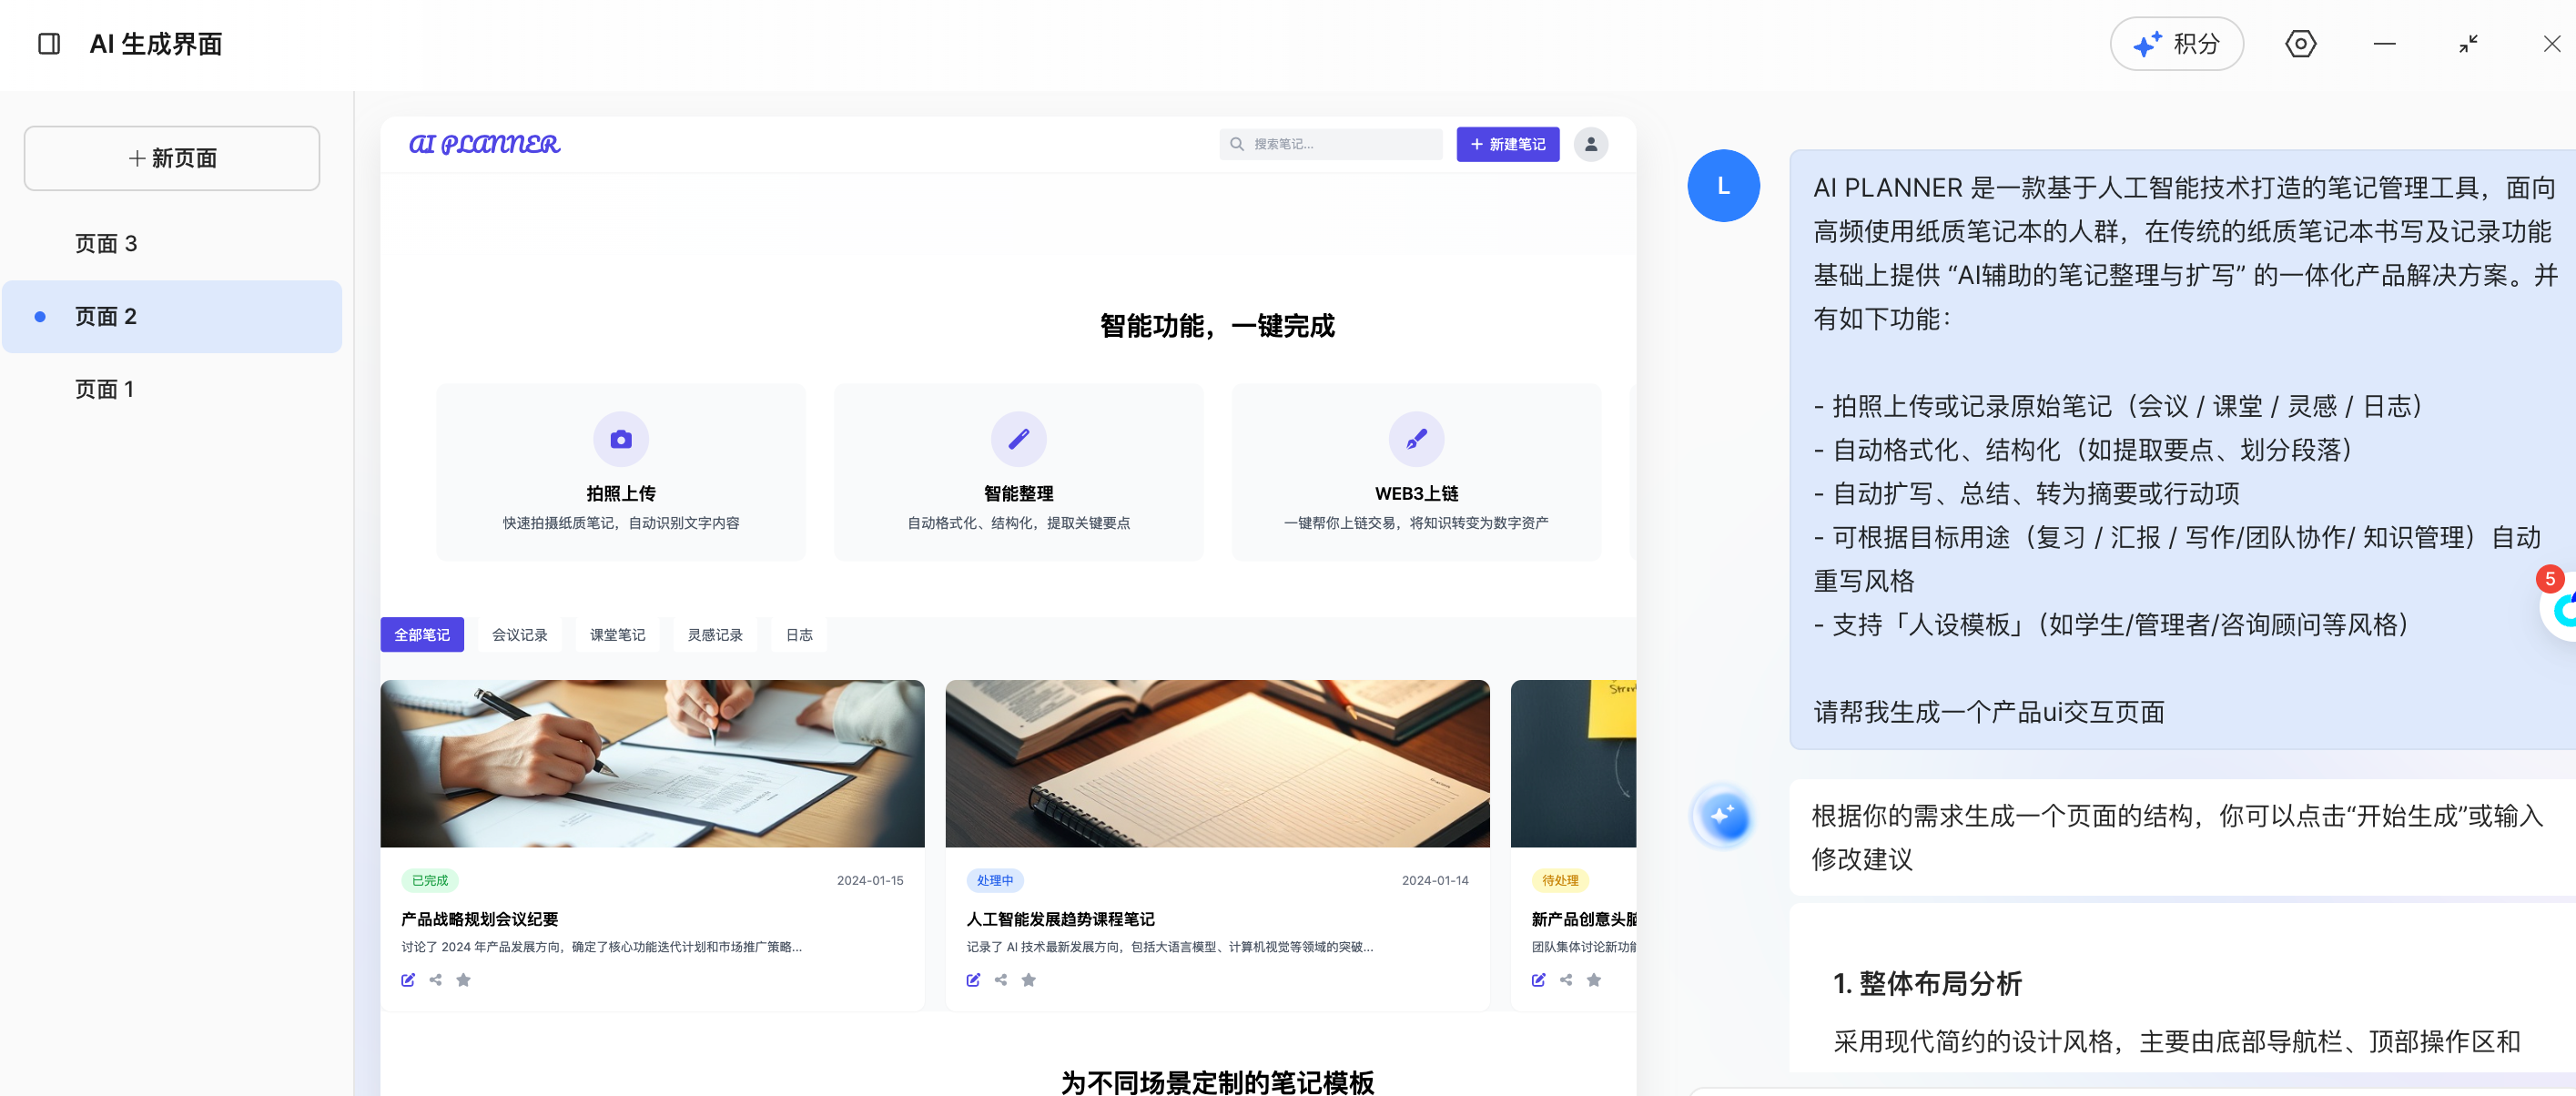 AI 生成界面
积分
+ 新页面
页面 3
页面 2
页面 1
AI PLANNER
搜索笔记...
+ 新建笔记
智能功能，一键完成
拍照上传
快速拍摄纸质笔记，自动识别文字内容
智能整理
自动格式化、结构化，提取关键要点
WEB3上链
一键帮你上链交易，将知识转变为数字资产
全部笔记
会议记录
课堂笔记
灵感记录
日志
已完成
2024-01-15
产品战略规划会议纪要
讨论了 2024 年产品发展方向，确定了核心功能迭代计划和市场推广策略...
处理中
2024-01-14
人工智能发展趋势课程笔记
记录了 AI 技术最新发展方向，包括大语言模型、计算机视觉等领域的突破...
待处理
新产品创意头脑
团队集体讨论新功能
为不同场景定制的笔记模板
L
AI PLANNER 是一款基于人工智能技术打造的笔记管理工具，面向
高频使用纸质笔记本的人群，在传统的纸质笔记本书写及记录功能
基础上提供 “AI辅助的笔记整理与扩写” 的一体化产品解决方案。并
有如下功能：
- 拍照上传或记录原始笔记（会议 / 课堂 / 灵感 / 日志）
- 自动格式化、结构化（如提取要点、划分段落）
- 自动扩写、总结、转为摘要或行动项
- 可根据目标用途（复习 / 汇报 / 写作/团队协作/ 知识管理）自动
重写风格
- 支持「人设模板」（如学生/管理者/咨询顾问等风格）
请帮我生成一个产品ui交互页面
5
根据你的需求生成一个页面的结构，你可以点击“开始生成”或输入
修改建议
1. 整体布局分析
采用现代简约的设计风格，主要由底部导航栏、顶部操作区和